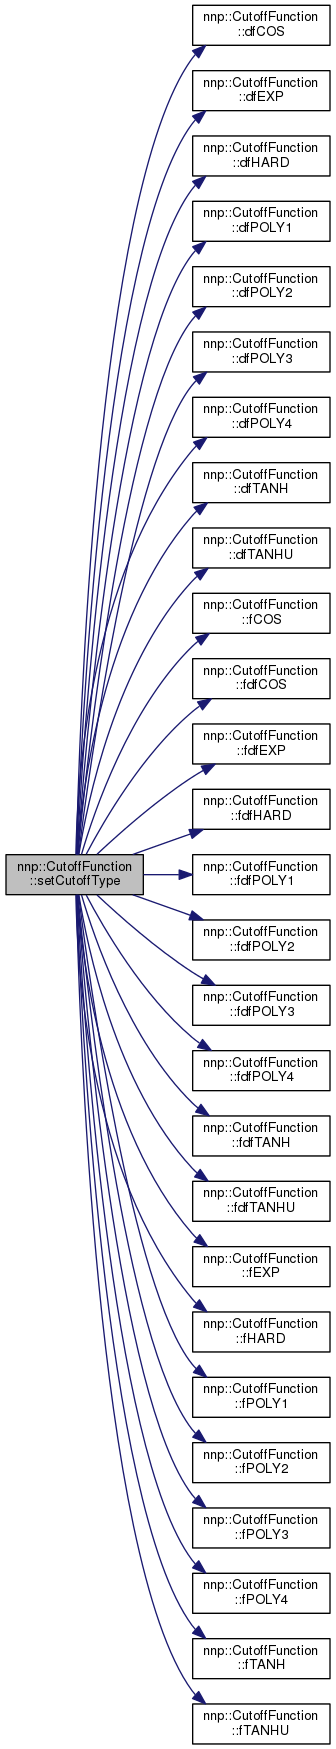 nnp::CutoffFunction
::dfCOS
nnp::CutoffFunction
::dfEXP
nnp::CutoffFunction
::dfHARD
nnp::CutoffFunction
::dfPOLY1
nnp::CutoffFunction
::dfPOLY2
nnp::CutoffFunction
::dfPOLY3
nnp::CutoffFunction
::dfPOLY4
nnp::CutoffFunction
::dfTANH
nnp::CutoffFunction
::dfTANHU
nnp::CutoffFunction
::fCOS
nnp::CutoffFunction
::fdfCOS
nnp::CutoffFunction
::fdfEXP
nnp::CutoffFunction
::fdfHARD
nnp::CutoffFunction
::setCutoffType
nnp::CutoffFunction
::fdfPOLY1
nnp::CutoffFunction
::fdfPOLY2
nnp::CutoffFunction
::fdfPOLY3
nnp::CutoffFunction
::fdfPOLY4
nnp::CutoffFunction
::fdfTANH
nnp::CutoffFunction
::fdfTANHU
nnp::CutoffFunction
::fEXP
nnp::CutoffFunction
::fHARD
nnp::CutoffFunction
::fPOLY1
nnp::CutoffFunction
::fPOLY2
nnp::CutoffFunction
::fPOLY3
nnp::CutoffFunction
::fPOLY4
nnp::CutoffFunction
::fTANH
nnp::CutoffFunction
::fTANHU